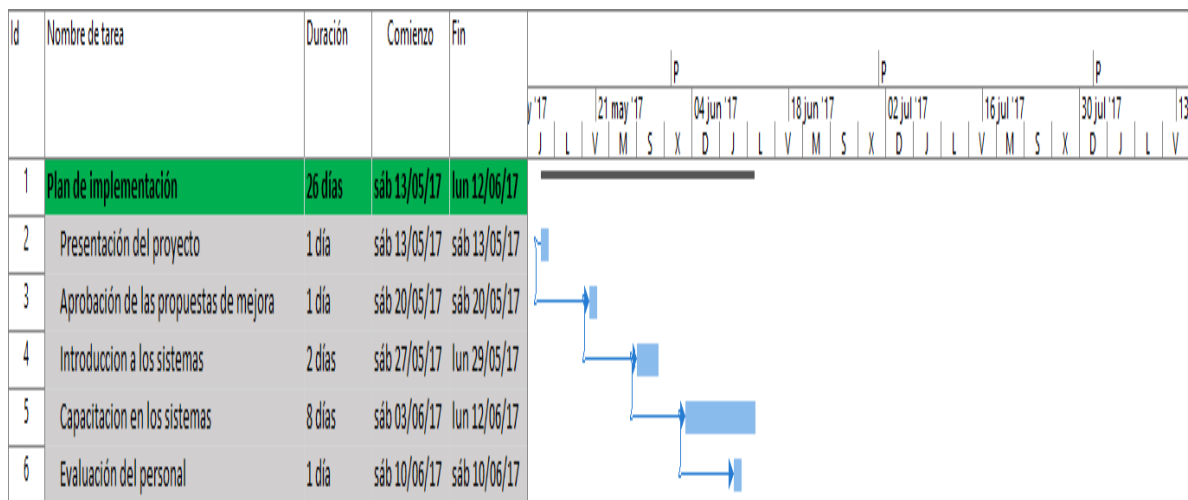 Id Nombre de tarea Duración Comienzo Fin
P P P
y '17 21 may '17 04 jun '17 18 jun '17 02 jul '17 16 jul '17 30 jul '17 13
J L V M S X D J L V M S X D J L V M S X D J L V
1 Plan de implementación 26 días sáb 13/05/17 lun 12/06/17
2 Presentación del proyecto 1 día sáb 13/05/17 sáb 13/05/17
3 Aprobación de las propuestas de mejora 1 día sáb 20/05/17 sáb 20/05/17
4 Introduccion a los sistemas 2 días sáb 27/05/17 lun 29/05/17
5 Capacitacion en los sistemas 8 días sáb 03/06/17 lun 12/06/17
6 Evaluación del personal 1 día sáb 10/06/17 sáb 10/06/17